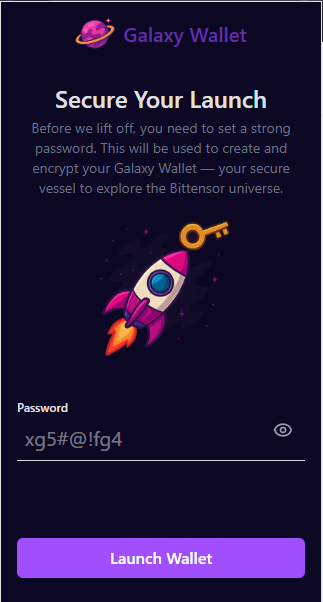 Galaxy Wallet
Secure Your Launch
Before we lift off, you need to set a strong
password. This will be used to create and
encrypt your Galaxy Wallet — your secure
vessel to explore the Bittensor universe.
Password
xg5#@!fg4
Launch Wallet